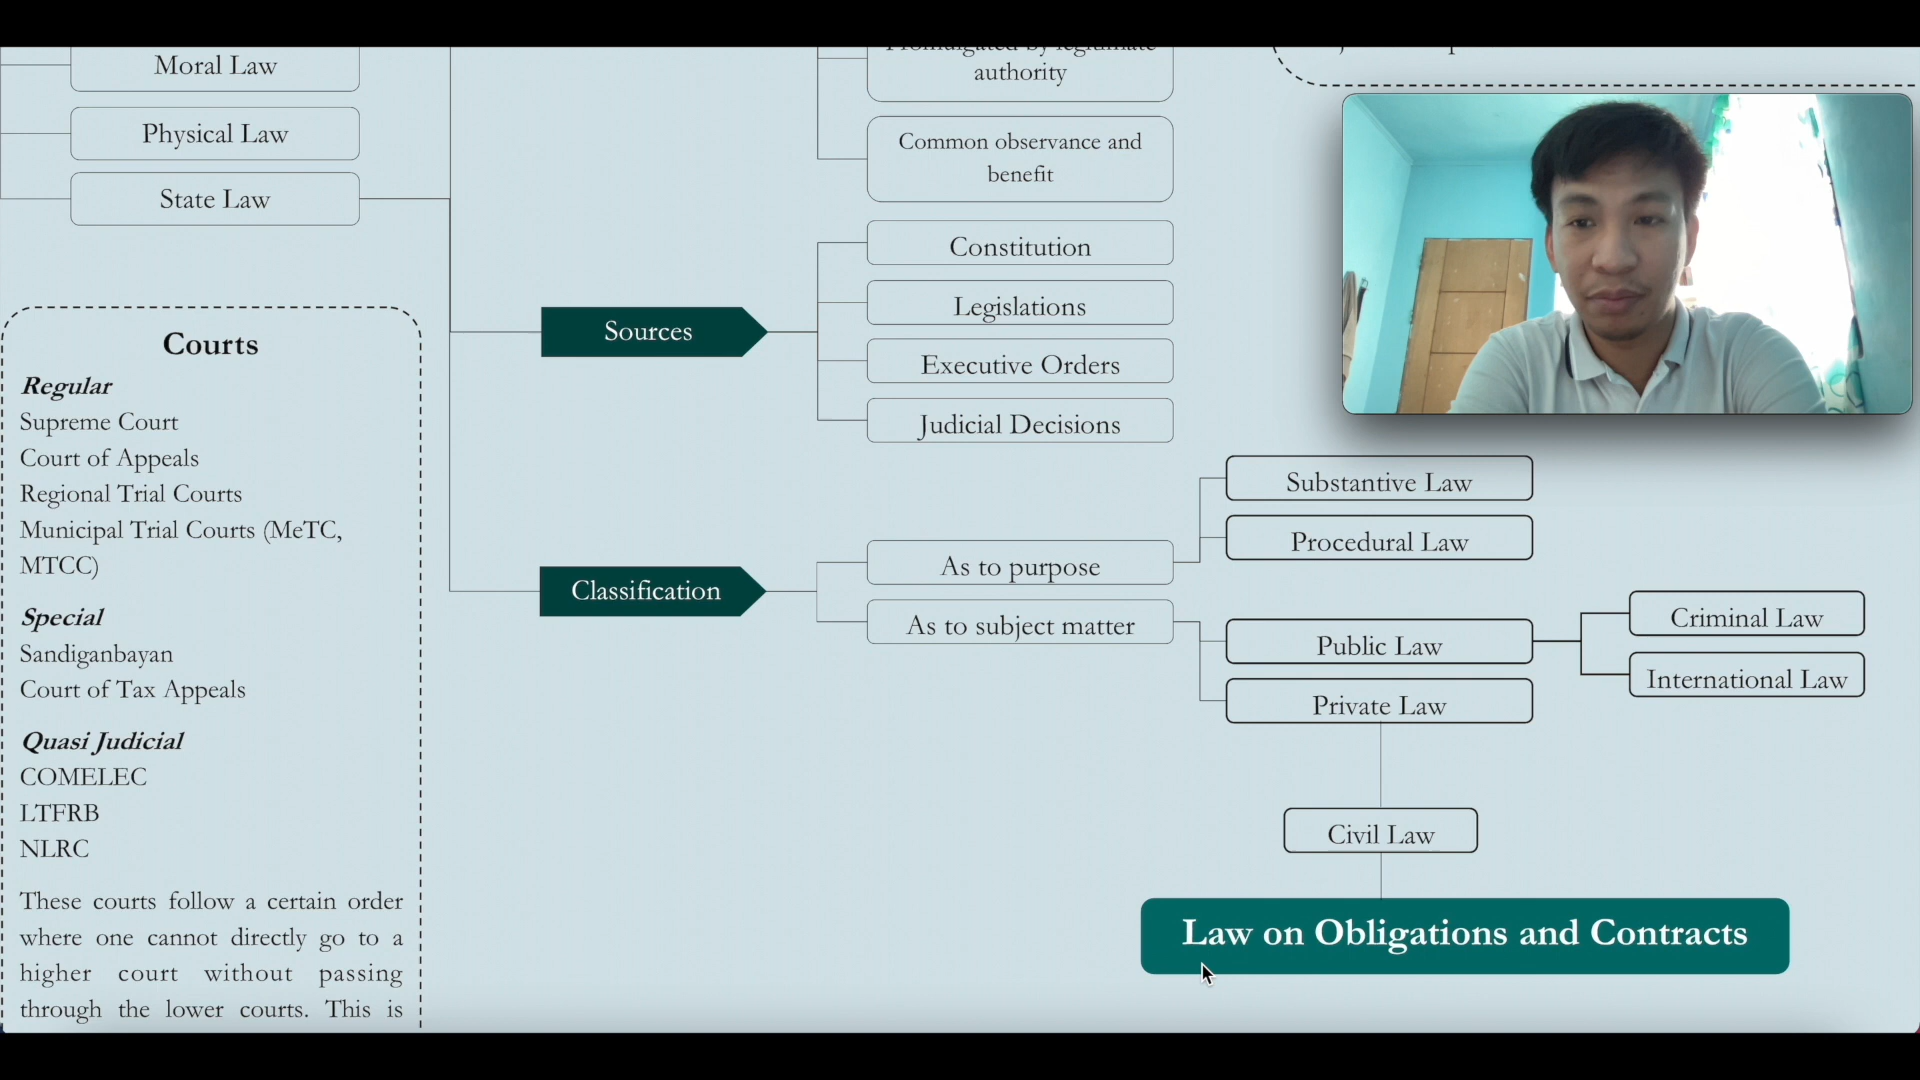 Moral Law
Physical Law
State Law
Courts
Regular
Supreme Court
Court of Appeals
Regional Trial Courts
Municipal Trial Courts (MeTC,
MTCC)
Special
Sandiganbayan
Court of Tax Appeals
Quasi Judicial
COMELEC
LTFRB
NLRC
These courts follow a certain order
where one cannot directly go to a
higher court without passing
through the lower courts. This is
Sources
Classification
Promulgated by legitimate
authority
Common observance and
benefit
Constitution
Legislations
Executive Orders
Judicial Decisions
As to purpose
As to subject matter
Substantive Law
Procedural Law
Public Law
Private Law
Criminal Law
International Law
Civil Law
Law on Obligations and Contracts